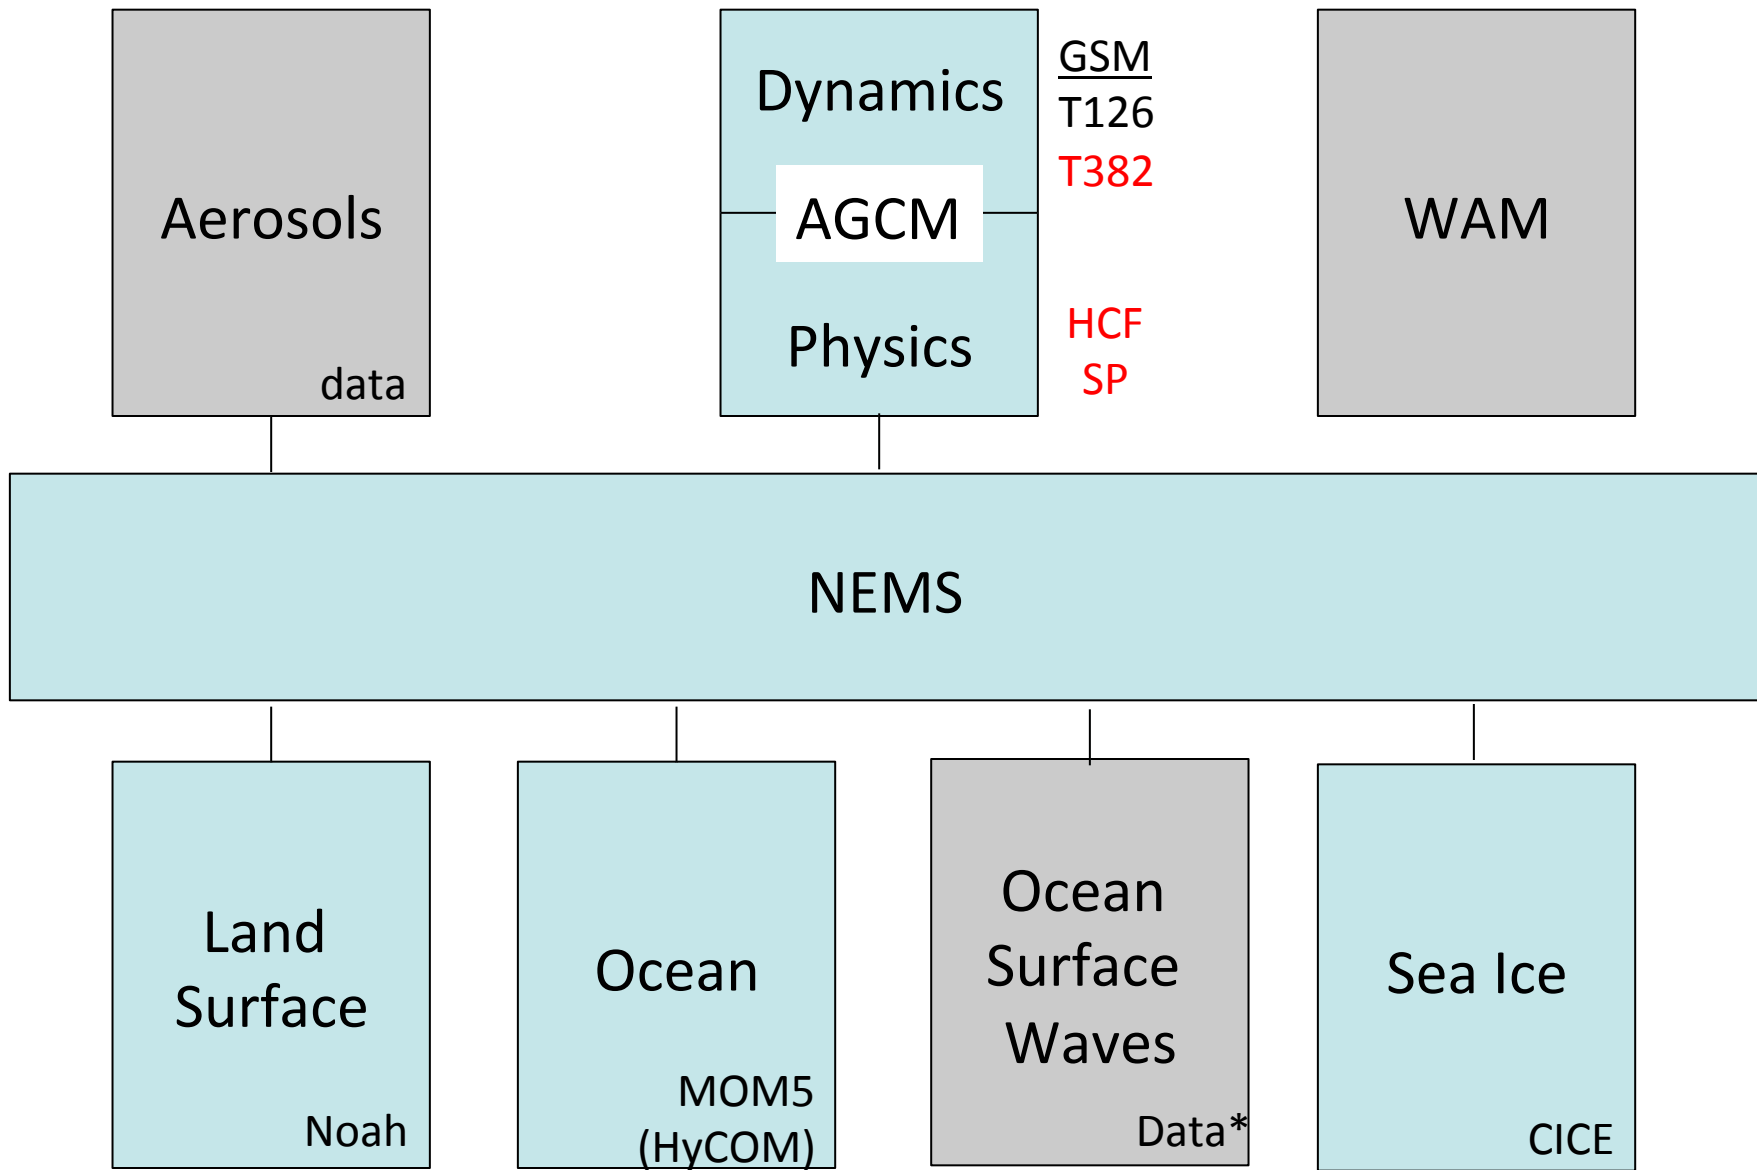 Aerosols
data
Dynamics
AGCM
Physics
GSM
T126
T382
HCF
SP
WAM
NEMS
Land
Surface
Noah
Ocean
MOM5
(HyCOM)
Ocean
Surface
Waves
Data*
Sea Ice
CICE